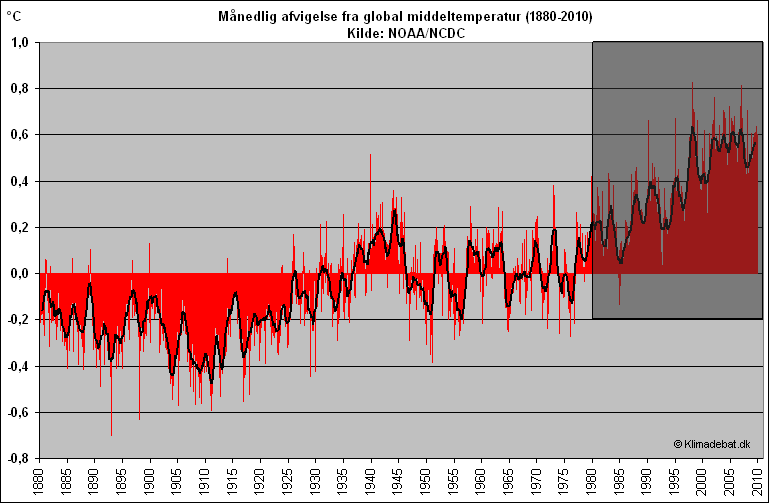 °C
Månedlig afvigelse fra global middeltemperatur (1880-2010)
Kilde: NOAA/NCDC
1,0
0,8
0,6
0,4
0,2
0,0
-0,2
-0,4
-0,6
-0,8
© Klimadebat.dk
1880 1885 1890 1895 1900 1905 1910 1915 1920 1925 1930 1935 1940 1945 1950 1955 1960 1965 1970 1975 1980 1985 1990 1995 2000 2005 2010